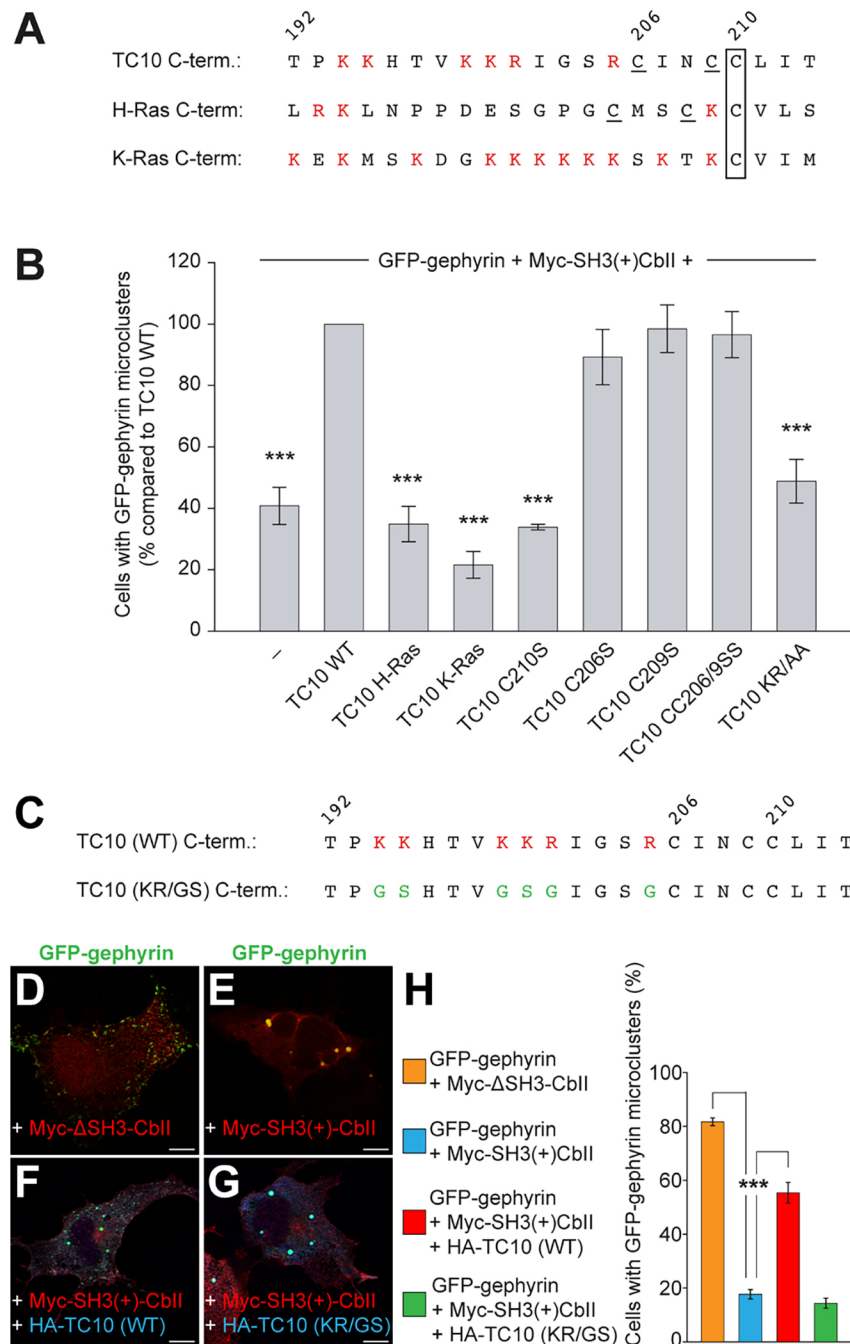 A
192 206 210
TC10 C-term.: T P K K H T V K K R I G S R C I N C C L I T
H-Ras C-term: L R K L N P P D E S G P G C M S C K C V L S
K-Ras C-term: K E K M S K D G K K K K K K S K T K C V I M
B
Cells with GFP-gephyrin microclusters
(% compared to TC10 WT)
120
100
80
60
40
20
0
GFP-gephyrin + Myc-SH3(+)CbII +
*** *** *** *** ***
– TC10 WT TC10 H-Ras TC10 K-Ras TC10 C210S TC10 C206S TC10 C209S TC10 CC206/9SS TC10 KR/AA
C
192 206 210
TC10 (WT) C-term.: T P K K H T V K K R I G S R C I N C C L I T
TC10 (KR/GS) C-term.: T P G S H T V G S G I G S G C I N C C L I T
GFP-gephyrin GFP-gephyrin
D
+ Myc-ΔSH3-CbII
E
+ Myc-SH3(+)-CbII
F
+ Myc-SH3(+)-CbII
+ HA-TC10 (WT)
G
+ Myc-SH3(+)-CbII
+ HA-TC10 (KR/GS)
H
GFP-gephyrin
+ Myc-ΔSH3-CbII
GFP-gephyrin
+ Myc-SH3(+)CbII
GFP-gephyrin
+ Myc-SH3(+)CbII
+ HA-TC10 (WT)
GFP-gephyrin
+ Myc-SH3(+)CbII
+ HA-TC10 (KR/GS)
Cells with GFP-gephyrin microclusters (%)
100
80
60
40
20
0
***